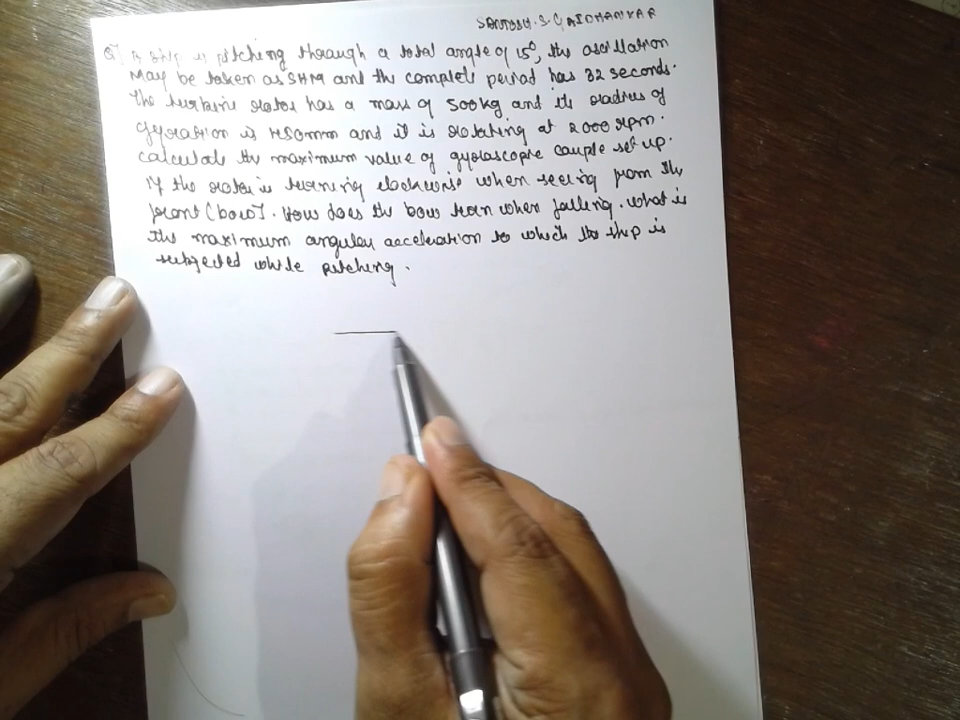 SANTOSH.S.GAIDHANKAR
Q7 A ship is pitching through a total angle of 15°, the oscillation
May be taken as SHM and the complete period has 32 seconds.
The turbine rotor has a mass of 500kg and its radius of
gyration is 450mm and it is rotating at 2000 rpm.
calculate the maximum value of gyroscopic couple set up.
If the rotor is turning clockwise when seeing from the
front (bow). How does the bow turn when falling. what is
the maximum angular acceleration to which the ship is
subjected while pitching.